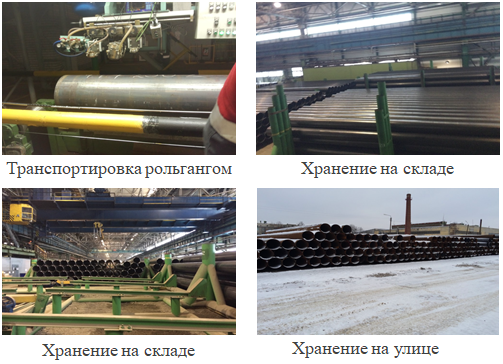 Транспортировка рольгангом
Хранение на складе
Хранение на складе
Хранение на улице